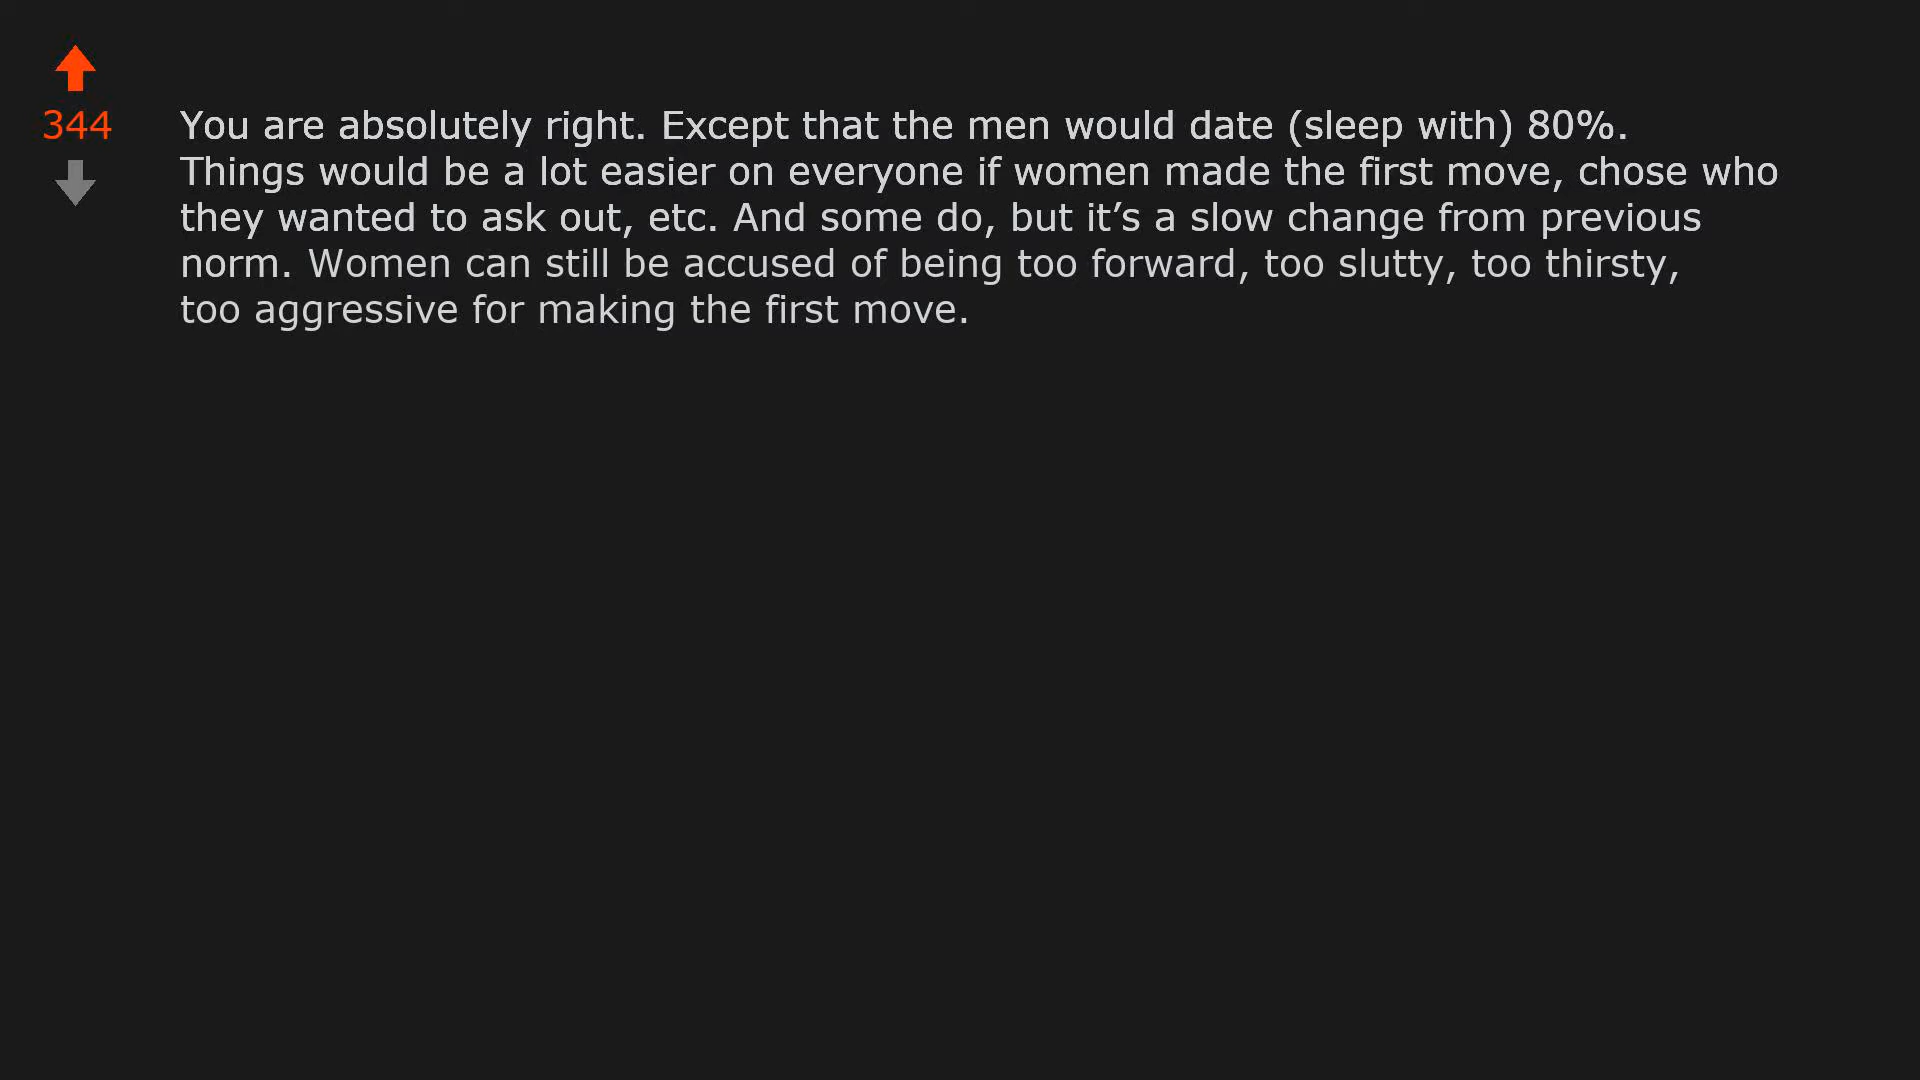 344
You are absolutely right. Except that the men would date (sleep with) 80%.
Things would be a lot easier on everyone if women made the first move, chose who
they wanted to ask out, etc. And some do, but it’s a slow change from previous
norm. Women can still be accused of being too forward, too slutty, too thirsty,
too aggressive for making the first move.